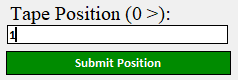 Tape Position (0 >):
1
Submit Position